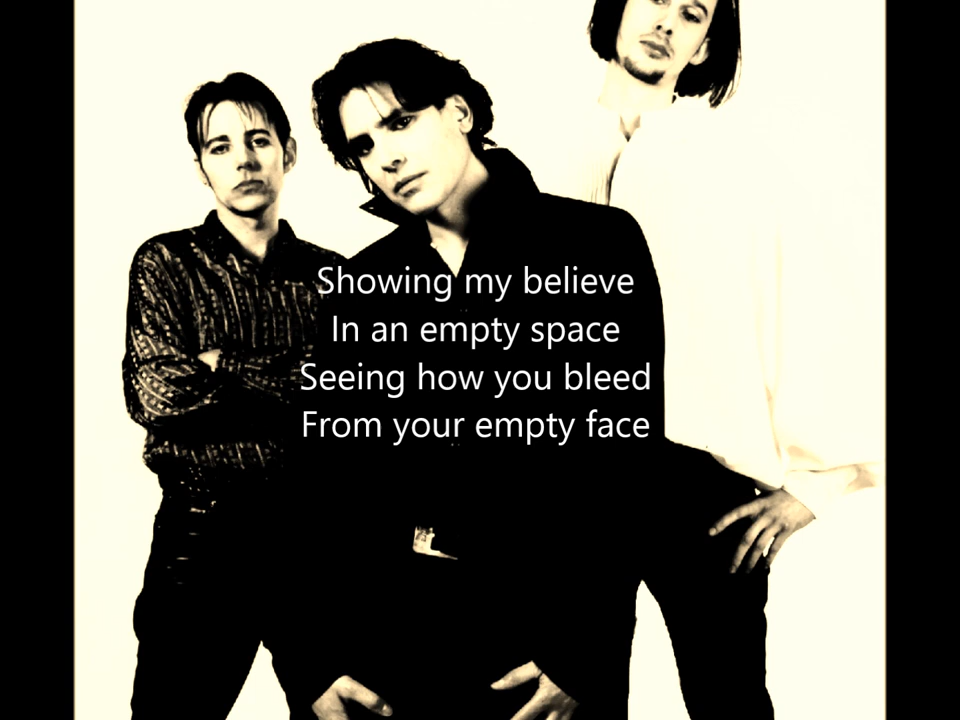 Showing my believe
In an empty space
Seeing how you bleed
From your empty face